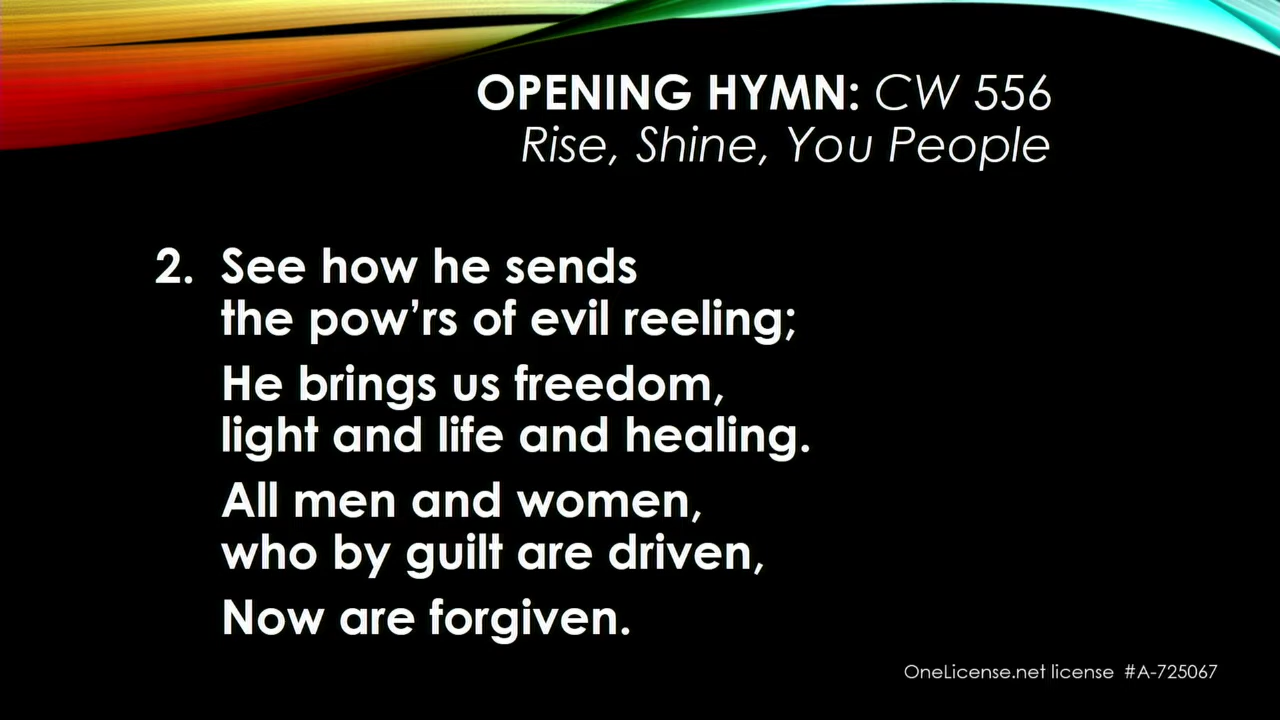 OPENING HYMN: CW 556
Rise, Shine, You People
2. See how he sends
the pow’rs of evil reeling;
He brings us freedom,
light and life and healing.
All men and women,
who by guilt are driven,
Now are forgiven.
OneLicense.net license #A-725067